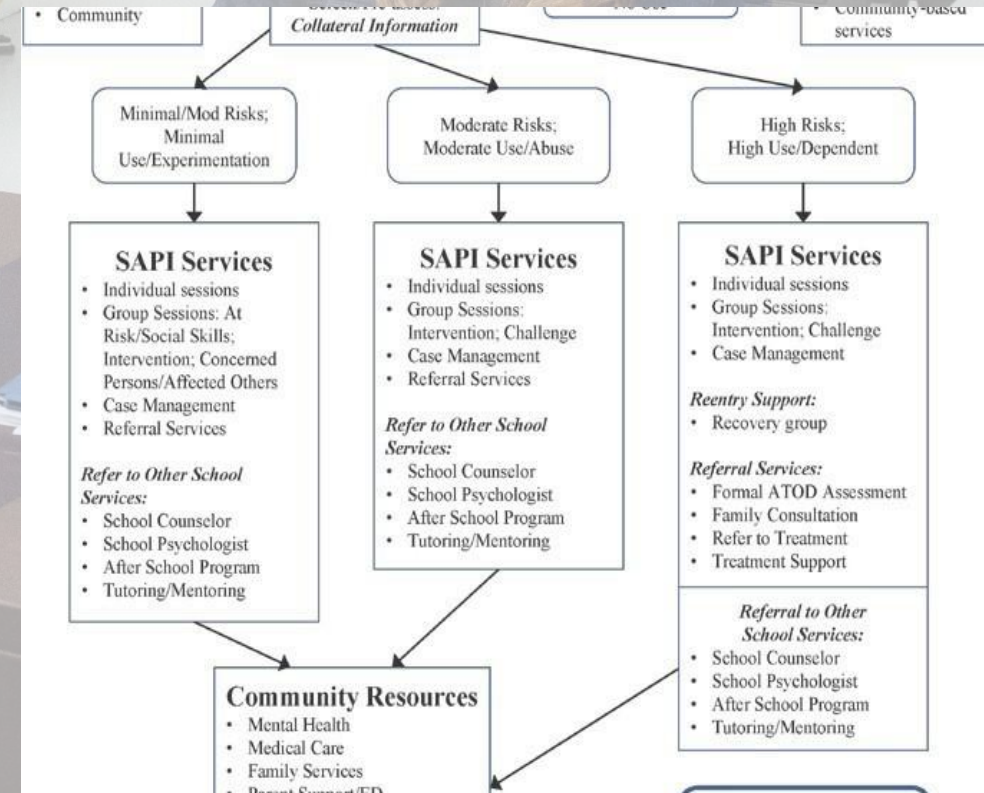 • Community
Collateral Information
No Use
• Community-based
services
Minimal/Mod Risks;
Minimal
Use/Experimentation
Moderate Risks;
Moderate Use/Abuse
High Risks;
High Use/Dependent
SAPI Services
• Individual sessions
• Group Sessions: At
Risk/Social Skills;
Intervention; Concerned
Persons/Affected Others
• Case Management
• Referral Services
Refer to Other School
Services:
• School Counselor
• School Psychologist
• After School Program
• Tutoring/Mentoring
SAPI Services
• Individual sessions
• Group Sessions:
Intervention; Challenge
• Case Management
• Referral Services
Refer to Other School
Services:
• School Counselor
• School Psychologist
• After School Program
• Tutoring/Mentoring
SAPI Services
• Individual sessions
• Group Sessions:
Intervention; Challenge
• Case Management
Reentry Support:
• Recovery group
Referral Services:
• Formal ATOD Assessment
• Family Consultation
• Refer to Treatment
• Treatment Support
Referral to Other
School Services:
• School Counselor
• School Psychologist
• After School Program
• Tutoring/Mentoring
Community Resources
• Mental Health
• Medical Care
• Family Services
• Parent Support/ED